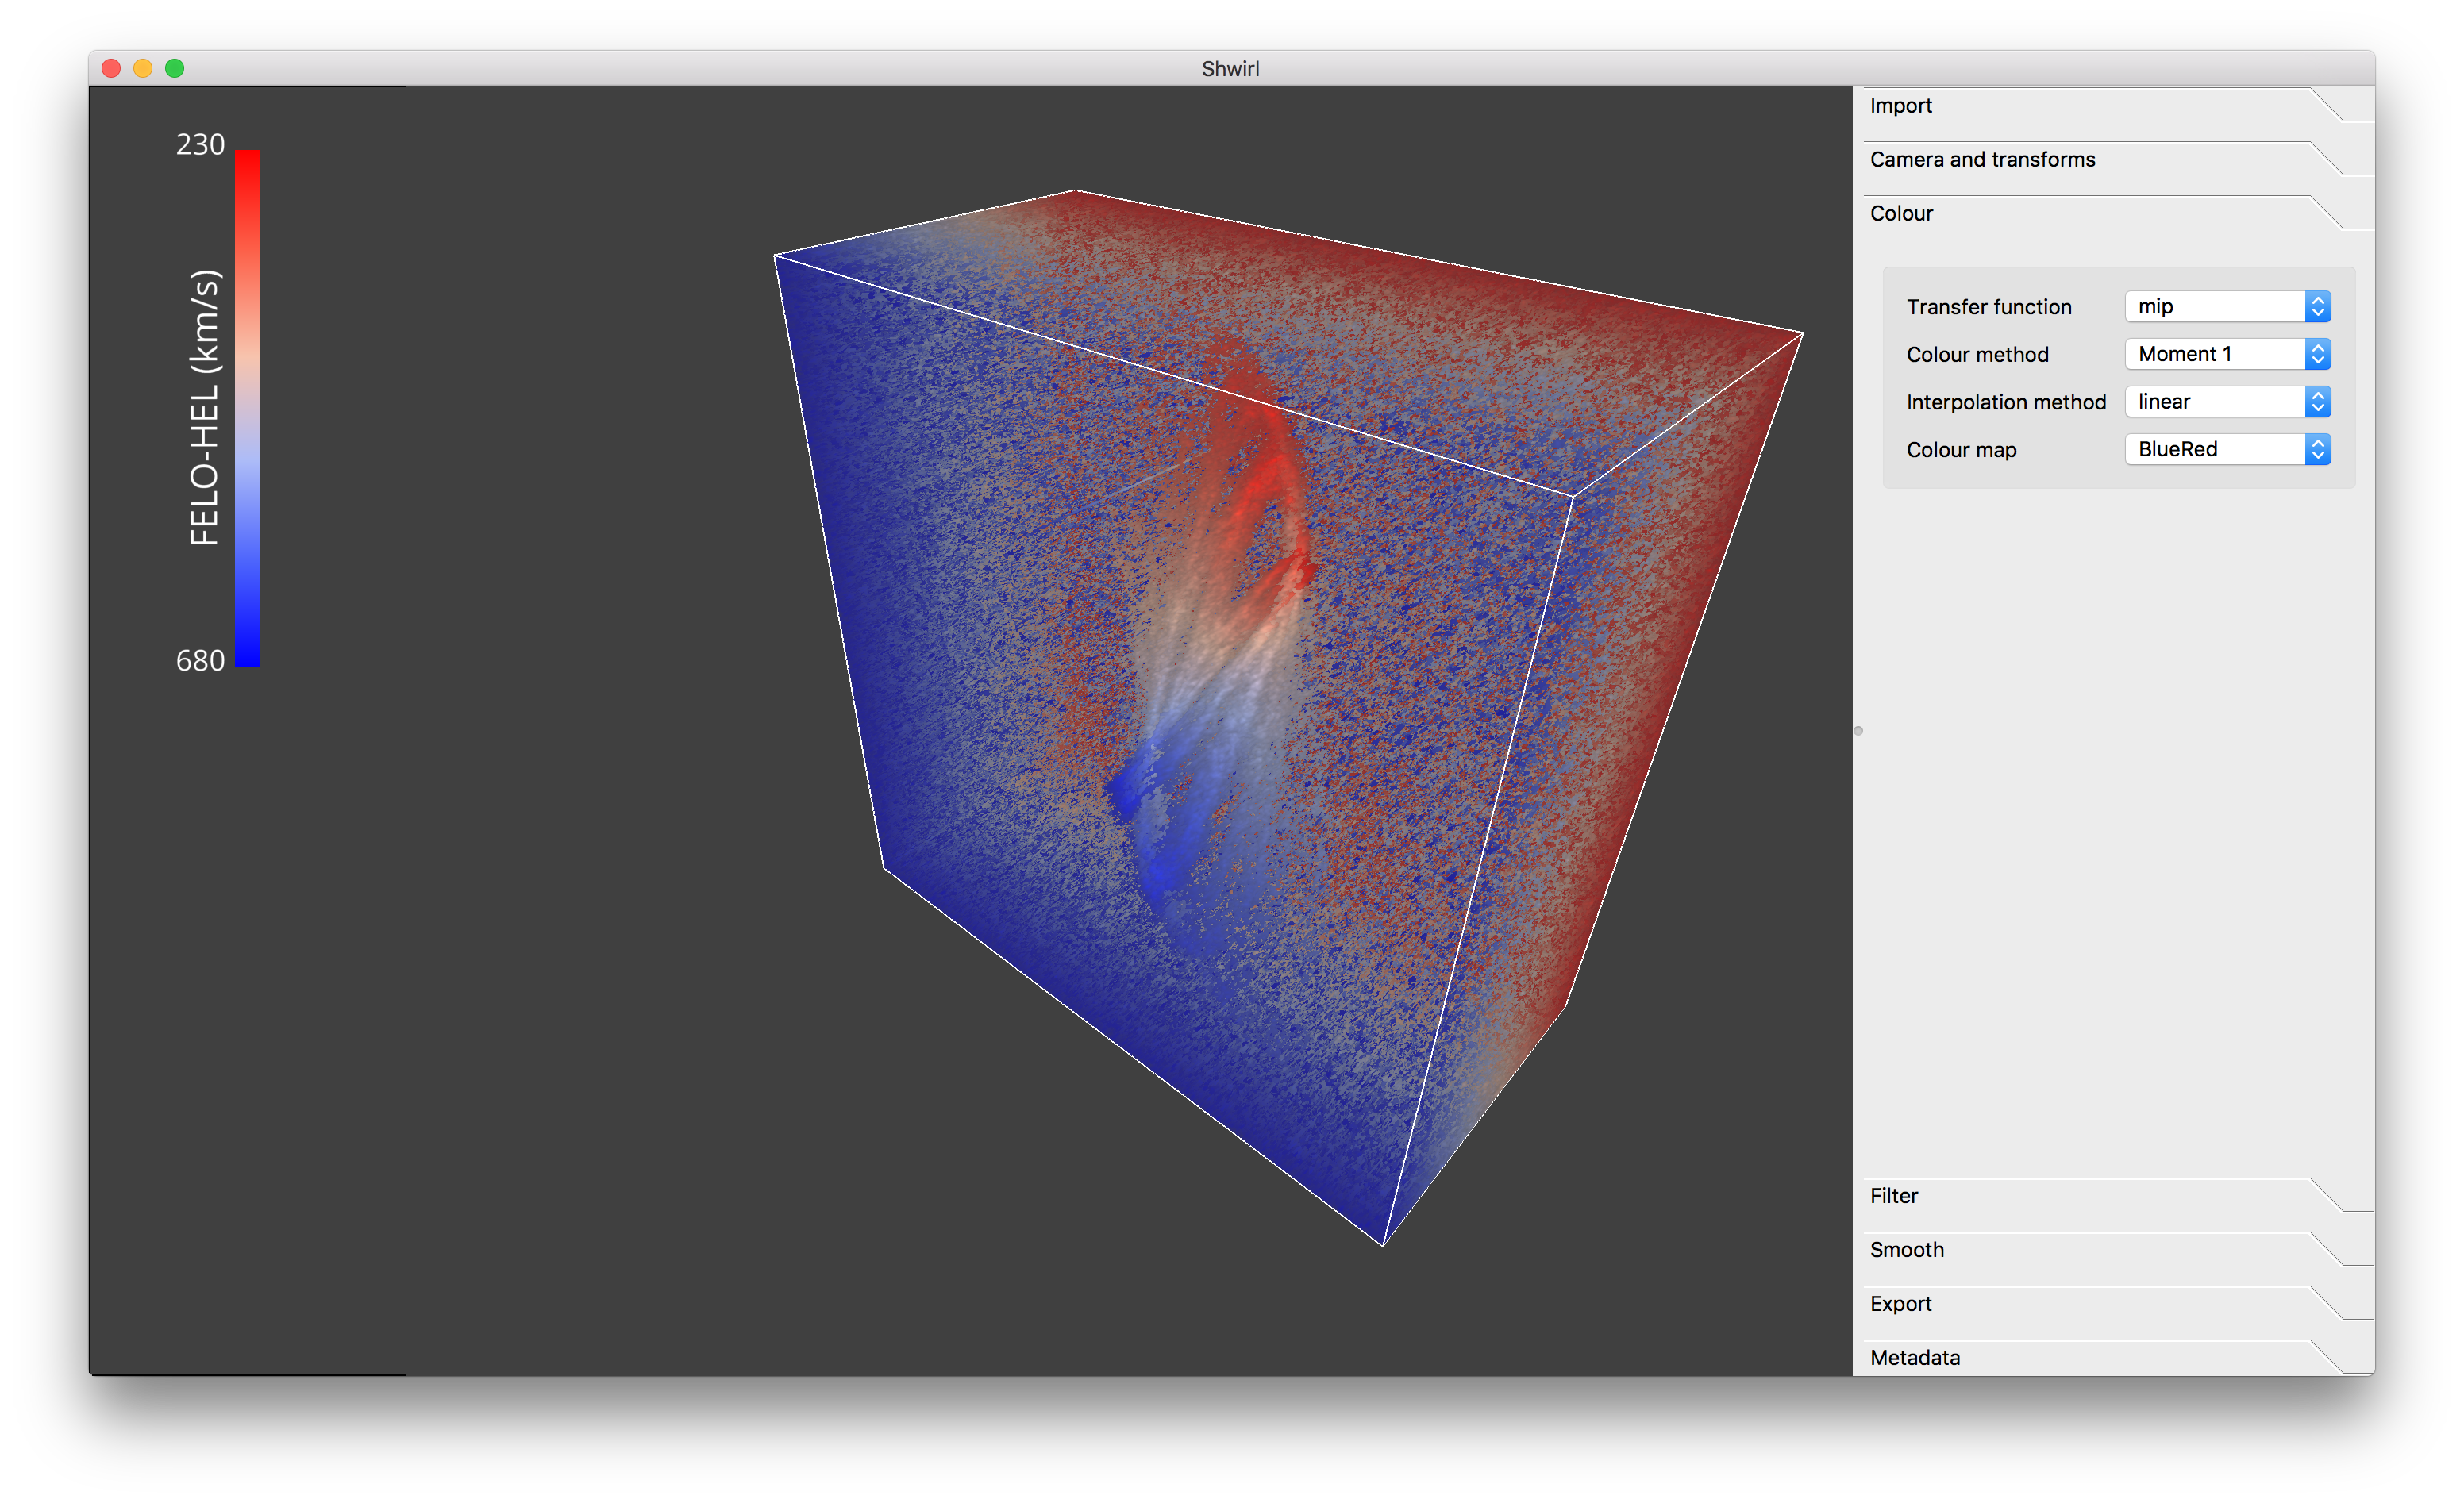 Shwirl
230
FELO-HEL (km/s)
680
Import
Camera and transforms
Colour
Transfer function mip
Colour method Moment 1
Interpolation method linear
Colour map BlueRed
Filter
Smooth
Export
Metadata